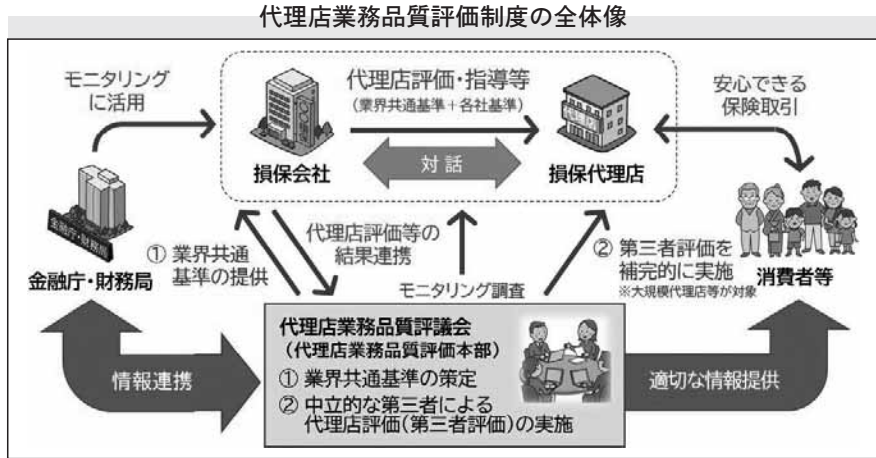 代理店業務品質評価制度の全体像
モニタリング
に活用
代理店評価・指導等
(業界共通基準+各社基準)
安心できる
保険取引
代理店
損保会社
対話
損保代理店
金融庁・財務局
金融庁・財務局
① 業界共通
基準の提供
代理店評価等の
結果連携
モニタリング調査
② 第三者評価を
補完的に実施
※大規模代理店等が対象
消費者等
代理店業務品質評議会
(代理店業務品質評価本部)
① 業界共通基準の策定
② 中立的な第三者による
代理店評価(第三者評価)の実施
情報連携
適切な情報提供